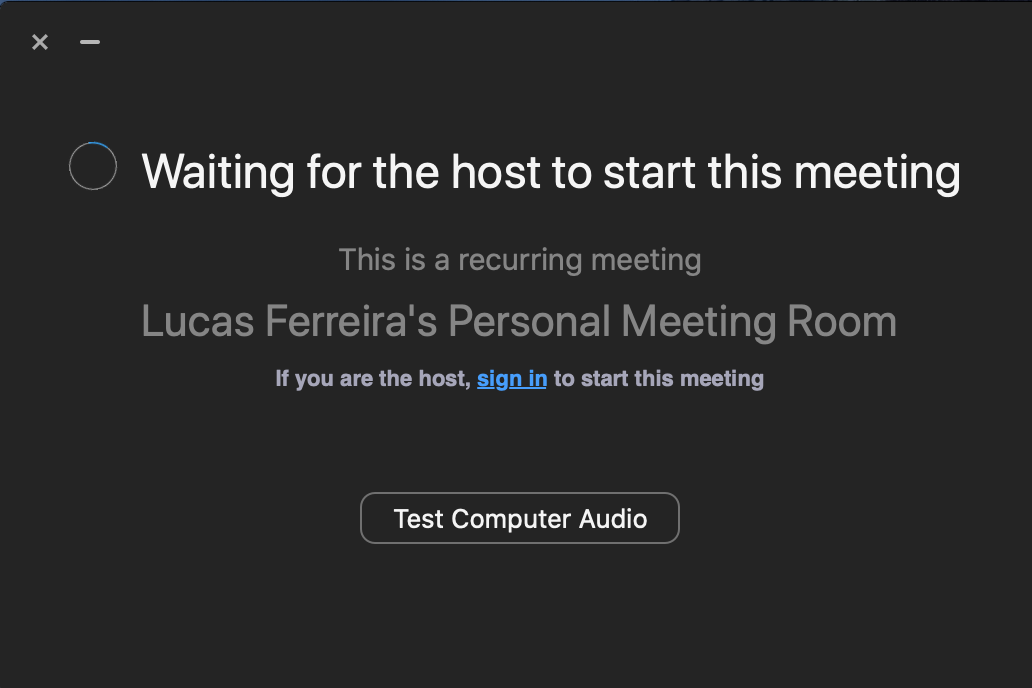 Waiting for the host to start this meeting
This is a recurring meeting
Lucas Ferreira's Personal Meeting Room
If you are the host, sign in to start this meeting
Test Computer Audio